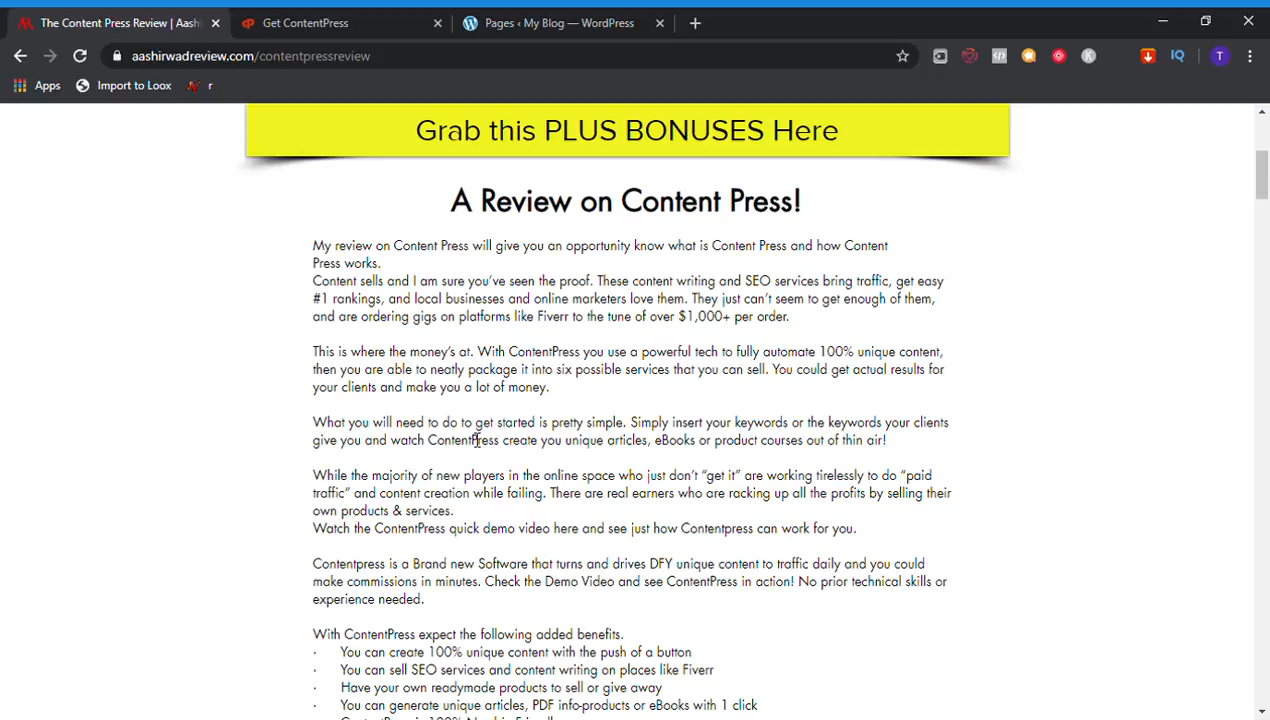 The Content Press Review | Aashi
Get ContentPress
Pages ‹ My Blog — WordPress
aashirwadreview.com/contentpressreview
IQ
T
K
Apps
Import to Loox
r
Grab this PLUS BONUSES Here
A Review on Content Press!
My review on Content Press will give you an opportunity know what is Content Press and how Content
Press works.
Content sells and I am sure you've seen the proof. These content writing and SEO services bring traffic, get easy
#1 rankings, and local businesses and online marketers love them. They just can't seem to get enough of them,
and are ordering gigs on platforms like Fiverr to the tune of over $1,000+ per order.
This is where the money's at. With ContentPress you use a powerful tech to fully automate 100% unique content,
then you are able to neatly package it into six possible services that you can sell. You could get actual results for
your clients and make you a lot of money.
What you will need to do to get started is pretty simple. Simply insert your keywords or the keywords your clients
give you and watch ContentPress create you unique articles, eBooks or product courses out of thin air!
While the majority of new players in the online space who just don't "get it" are working tirelessly to do "paid
traffic" and content creation while failing. There are real earners who are racking up all the profits by selling their
own products & services.
Watch the ContentPress quick demo video here and see just how Contentpress can work for you.
Contentpress is a Brand new Software that turns and drives DFY unique content to traffic daily and you could
make commissions in minutes. Check the Demo Video and see ContentPress in action! No prior technical skills or
experience needed.
With ContentPress expect the following added benefits.
· You can create 100% unique content with the push of a button
· You can sell SEO services and content writing on places like Fiverr
· Have your own readymade products to sell or give away
· You can generate unique articles, PDF info-products or eBooks with 1 click